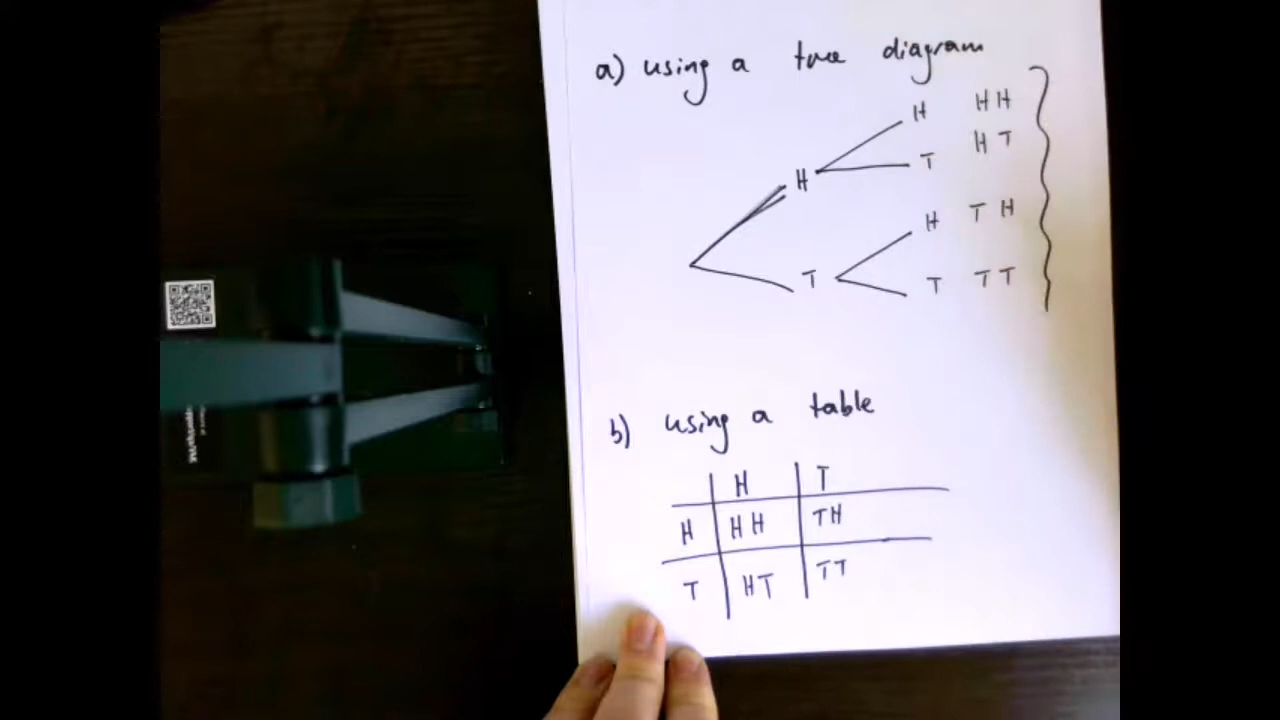 a) using a tree diagram
H HH
T HT
H
H TH
T
T TT
b) using a table
H T
H HH TH
T HT TT